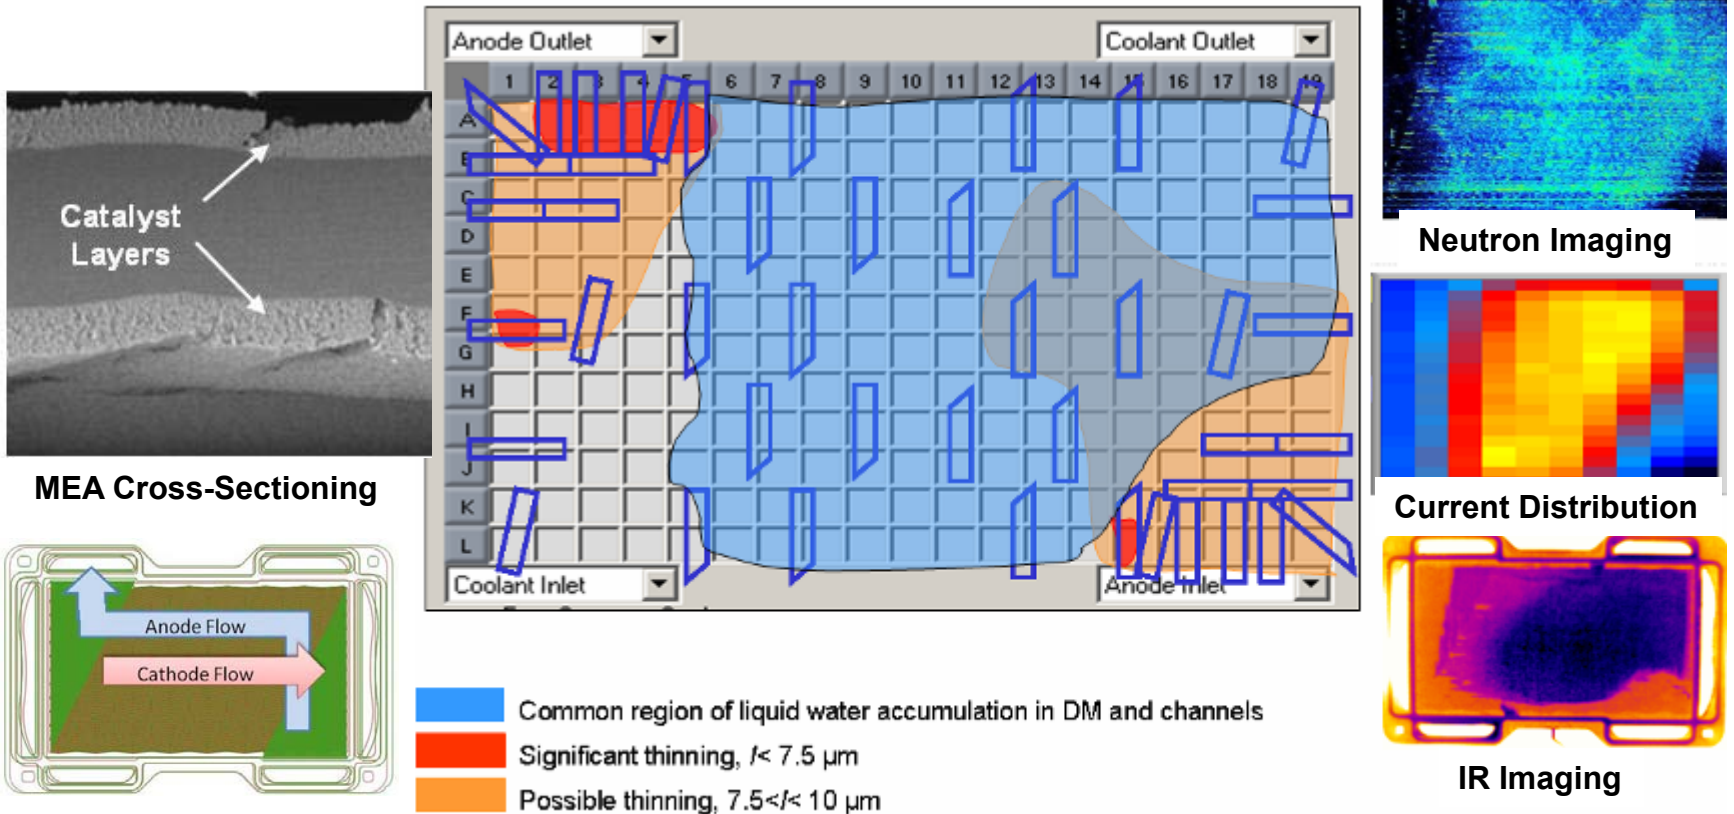 Anode Outlet
Coolant Outlet
1 2 3 4 5 6 7 8 9 10 11 12 13 14 15 16 17 18 19
A
B
C
D
E
F
G
H
I
J
K
L
Coolant Inlet
Anode Inlet
Catalyst
Layers
MEA Cross-Sectioning
Anode Flow
Cathode Flow
Common region of liquid water accumulation in DM and channels
Significant thinning, l< 7.5 µm
Possible thinning, 7.5<l< 10 µm
Neutron Imaging
Current Distribution
IR Imaging